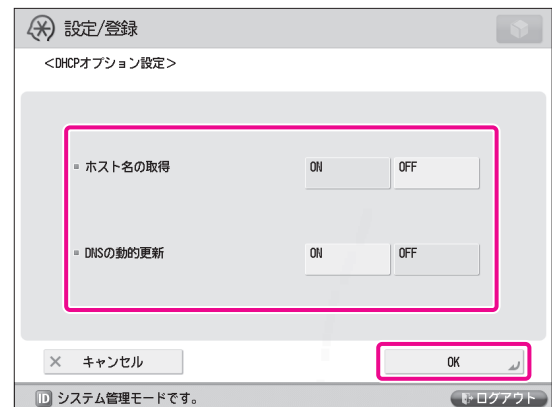 設定/登録
<DHCPオプション設定>
ホスト名の取得 ON OFF
DNSの動的更新 ON OFF
× キャンセル OK
ID システム管理モードです。 ログアウト